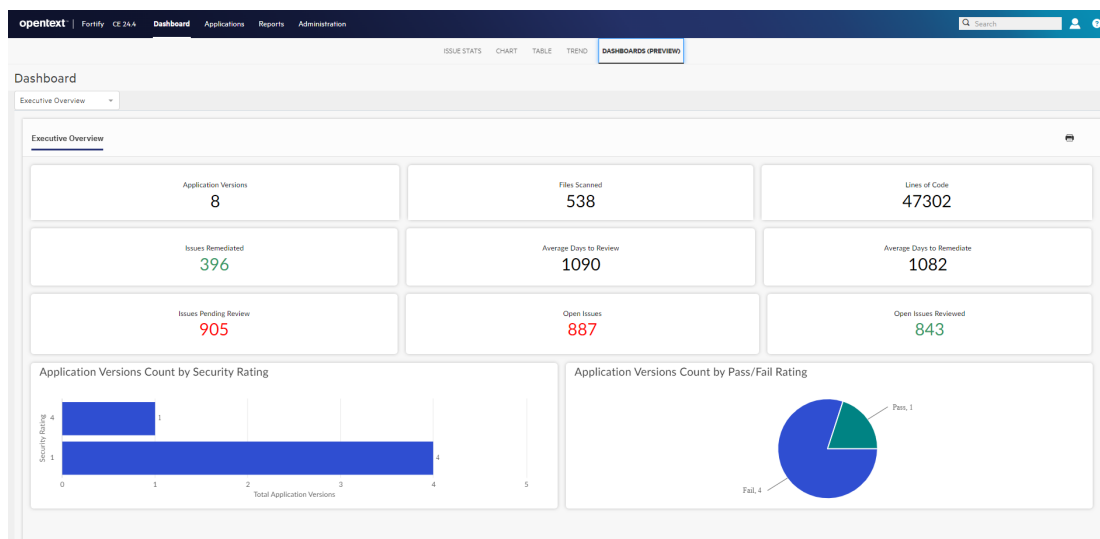 opentext™ | Fortify CE 24.4 Dashboard Applications Reports Administration Search ?
ISSUE STATS CHART TABLE TREND DASHBOARDS (PREVIEW)
Dashboard
Executive Overview
Executive Overview
Application Versions
8
Files Scanned
538
Lines of Code
47302
Issues Remediated
396
Average Days to Review
1090
Average Days to Remediate
1082
Issues Pending Review
905
Open Issues
887
Open Issues Reviewed
843
Application Versions Count by Security Rating
Security Rating
4 1
1 4
0 1 2 3 4 5
Total Application Versions
Application Versions Count by Pass/Fail Rating
Pass, 1
Fail, 4